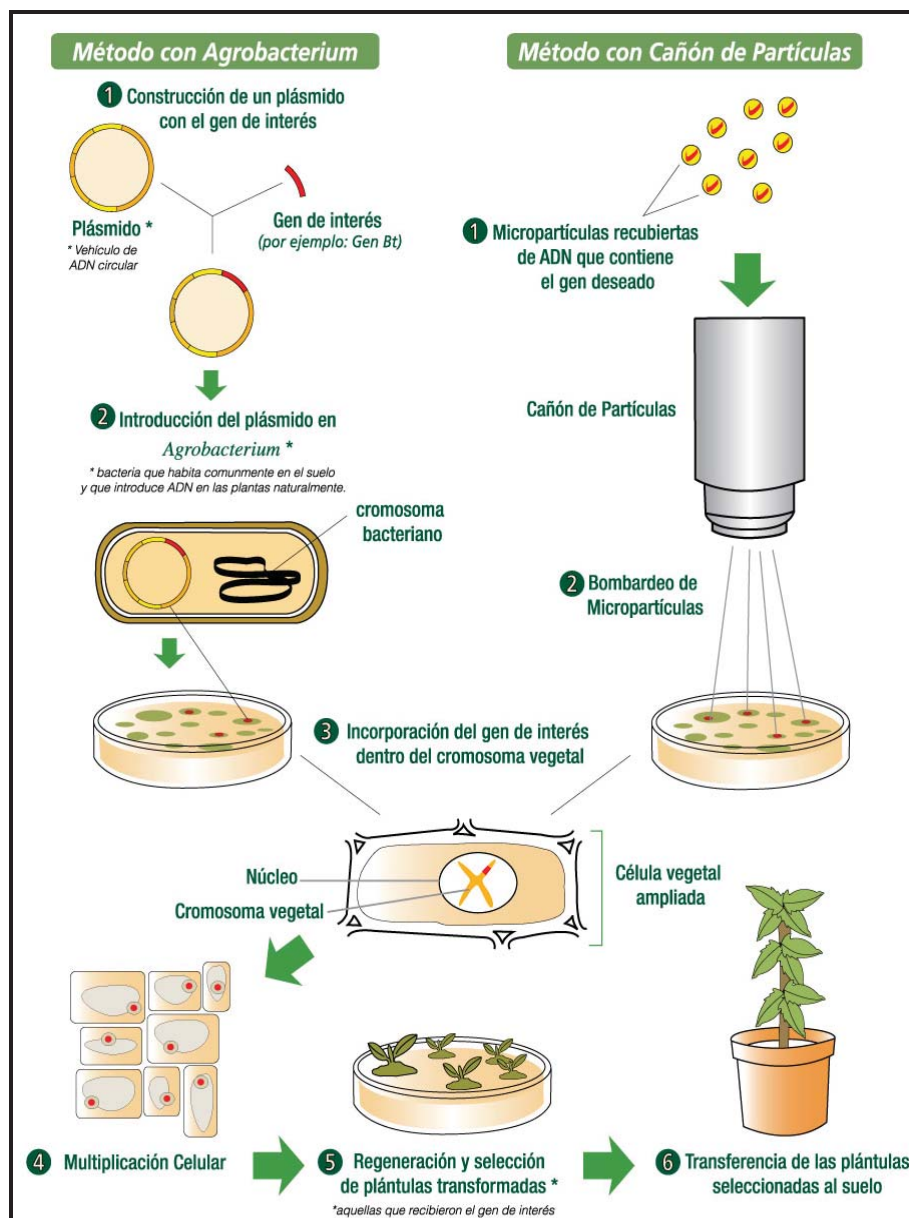 Método con Agrobacterium
1 Construcción de un plásmido
con el gen de interés
Plásmido *
* Vehículo de
ADN circular
Gen de interés
(por ejemplo: Gen Bt)
2 Introducción del plásmido en
Agrobacterium *
* bacteria que habita comunmente en el suelo
y que introduce ADN en las plantas naturalmente.
cromosoma
bacteriano
Método con Cañón de Partículas
1 Micropartículas recubiertas
de ADN que contiene
el gen deseado
Cañón de Partículas
2 Bombardeo de
Micropartículas
3 Incorporación del gen de interés
dentro del cromosoma vegetal
Núcleo
Cromosoma vegetal
Célula vegetal
ampliada
4 Multiplicación Celular
5 Regeneración y selección
de plántulas transformadas *
*aquellas que recibieron el gen de interés
6 Transferencia de las plántulas
seleccionadas al suelo